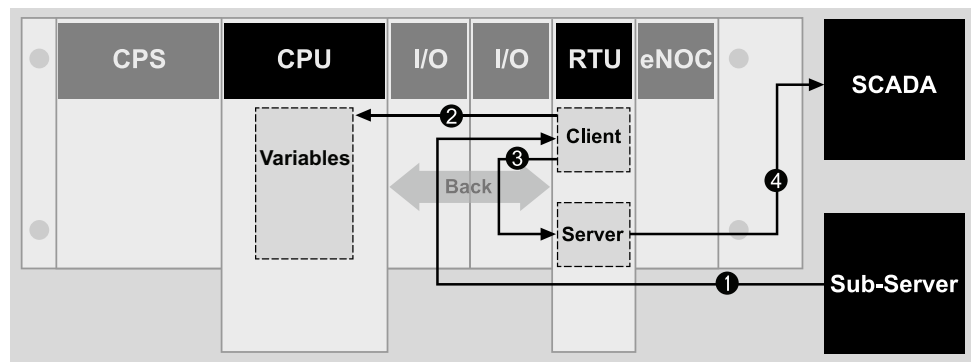 CPS
CPU
I/O
I/O
RTU
eNOC
SCADA
2
Client
Variables
3
4
Back
Server
1
Sub-Server